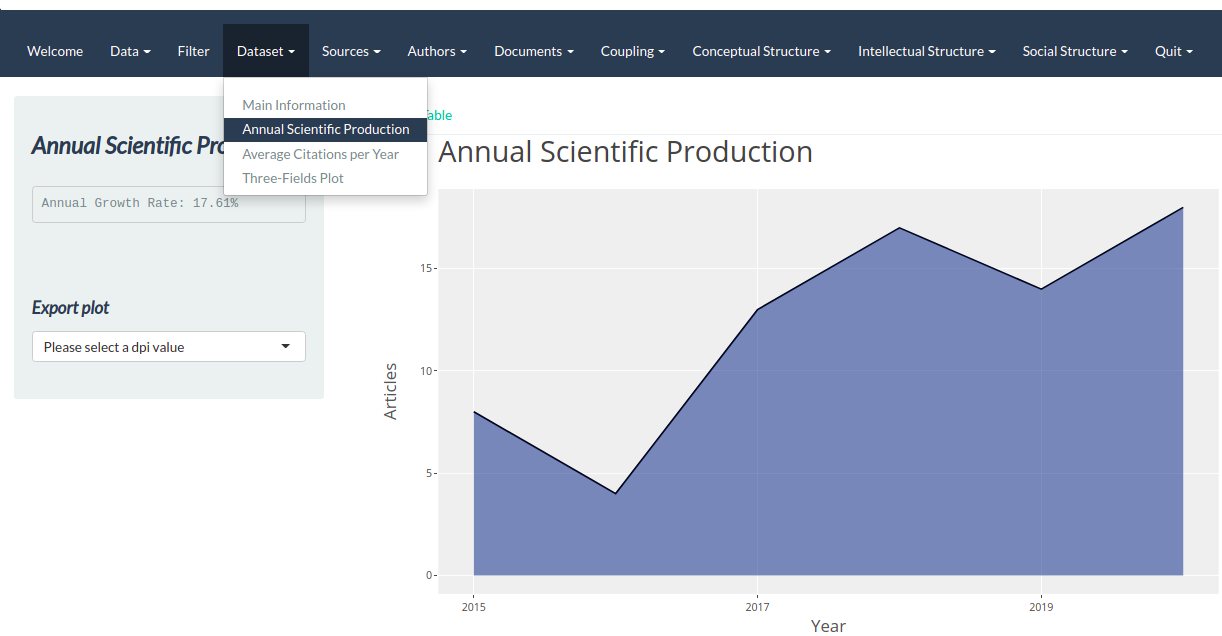 Welcome Data Filter Dataset Sources Authors Documents Coupling Conceptual Structure Intellectual Structure Social Structure Quit
Main Information
Annual Scientific Production
Average Citations per Year
Three-Fields Plot
Annual Scientific
Annual Growth Rate: 17.61%
Export plot
Please select a dpi value
Annual Scientific Production
Articles
15
10
5
0
2015 2017 2019
Year